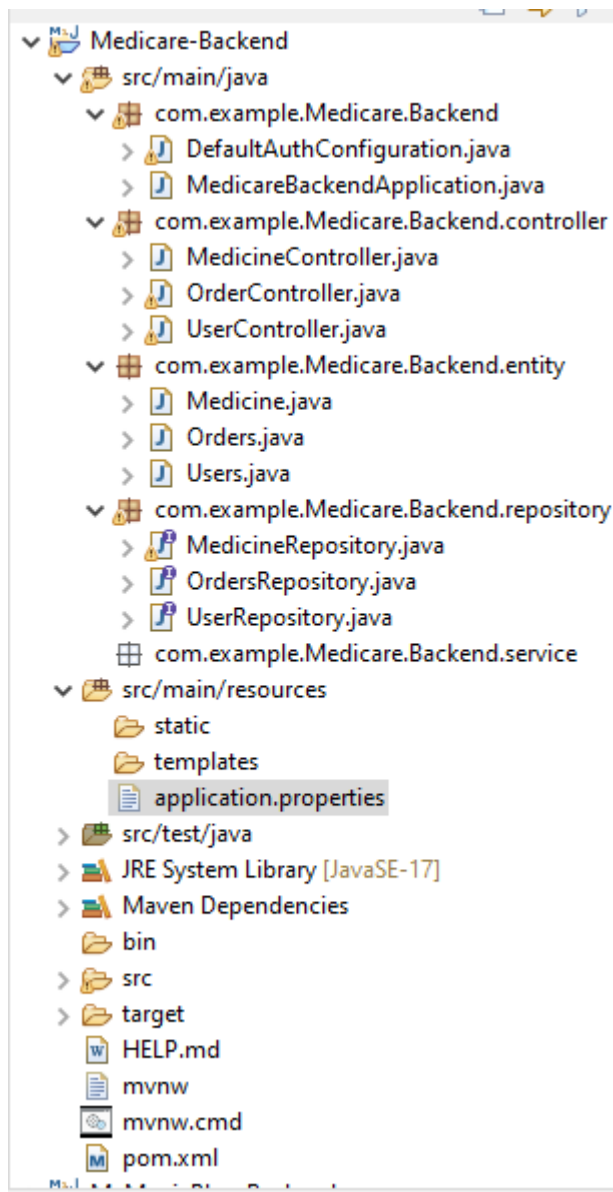 Medicare-Backend
src/main/java
com.example.Medicare.Backend
DefaultAuthConfiguration.java
MedicareBackendApplication.java
com.example.Medicare.Backend.controller
MedicineController.java
OrderController.java
UserController.java
com.example.Medicare.Backend.entity
Medicine.java
Orders.java
Users.java
com.example.Medicare.Backend.repository
MedicineRepository.java
OrdersRepository.java
UserRepository.java
com.example.Medicare.Backend.service
src/main/resources
static
templates
application.properties
src/test/java
JRE System Library [JavaSE-17]
Maven Dependencies
bin
src
target
HELP.md
mvnw
mvnw.cmd
pom.xml